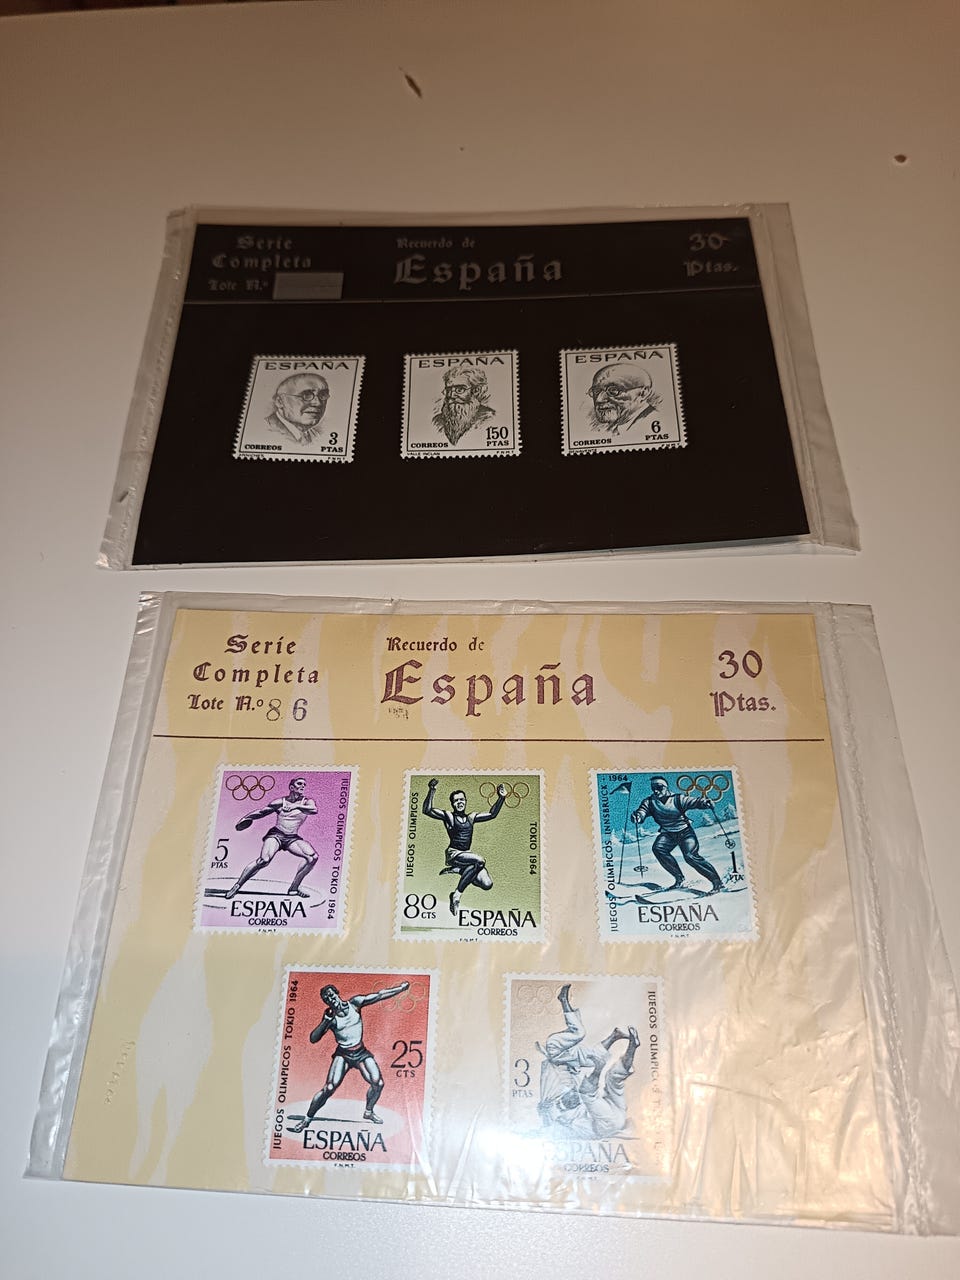 Serie
Completa
Lote N.º
Recuerdo de
España
30
Ptas.
ESPAÑA
3
PTAS
CORREOS
F.N.M.T.
ESPAÑA
150
PTAS
CORREOS
VALLE INCLAN
F.N.M.T.
ESPAÑA
6
PTAS
CORREOS
F.N.M.T.
Serie
Completa
Lote N.º 86
Recuerdo de
España
30
Ptas.
JUEGOS OLIMPICOS TOKIO 1964
5
PTAS
ESPAÑA
CORREOS
F.N.M.T.
JUEGOS OLIMPICOS
TOKIO 1964
80
CTS
ESPAÑA
CORREOS
F.N.M.T.
JUEGOS OLIMPICOS INNSBRUCK · 1964
1
PTA
ESPAÑA
CORREOS
F.N.M.T.
JUEGOS OLIMPICOS TOKIO 1964
25
CTS
ESPAÑA
CORREOS
F.N.M.T.
JUEGOS OLIMPICOS
3
PTAS
ESPAÑA
CORREOS
F.N.M.T.